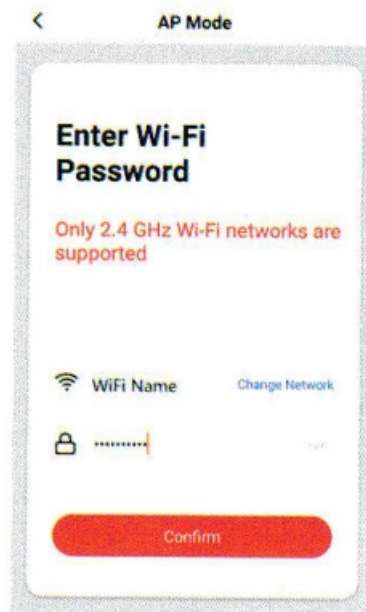 AP Mode
Enter Wi-Fi
Password
Only 2.4 GHz Wi-Fi networks are
supported
WiFi Name
Change Network
••••••••••
Confirm